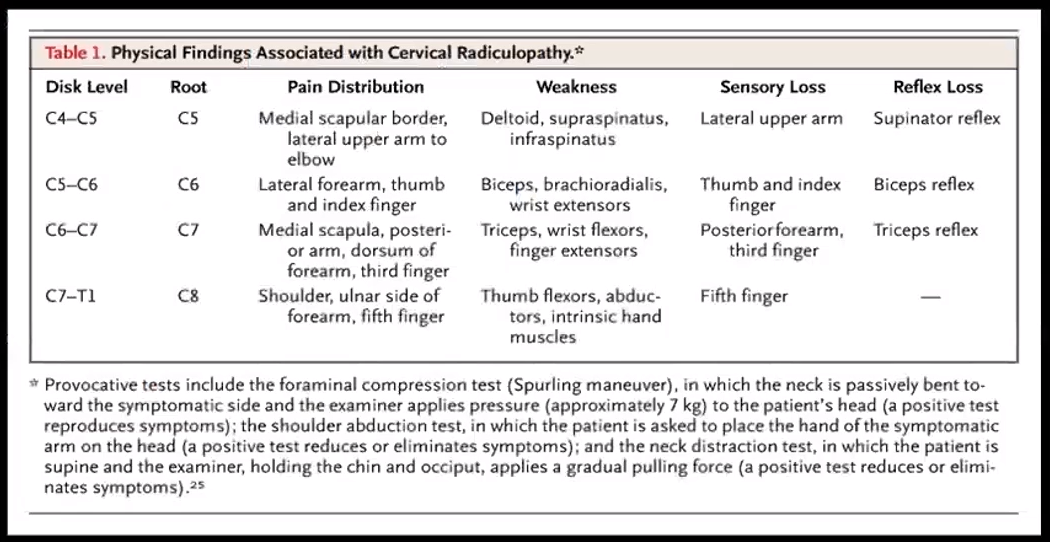 Table 1. Physical Findings Associated with Cervical Radiculopathy.*
Disk Level Root Pain Distribution Weakness Sensory Loss Reflex Loss
C4–C5 C5 Medial scapular border, Deltoid, supraspinatus, Lateral upper arm Supinator reflex
lateral upper arm to infraspinatus
elbow
C5–C6 C6 Lateral forearm, thumb Biceps, brachioradialis, Thumb and index Biceps reflex
and index finger wrist extensors finger
C6–C7 C7 Medial scapula, posteri- Triceps, wrist flexors, Posterior forearm, Triceps reflex
or arm, dorsum of finger extensors third finger
forearm, third finger
C7–T1 C8 Shoulder, ulnar side of Thumb flexors, abduc- Fifth finger —
forearm, fifth finger tors, intrinsic hand
muscles
* Provocative tests include the foraminal compression test (Spurling maneuver), in which the neck is passively bent to-
ward the symptomatic side and the examiner applies pressure (approximately 7 kg) to the patient's head (a positive test
reproduces symptoms); the shoulder abduction test, in which the patient is asked to place the hand of the symptomatic
arm on the head (a positive test reduces or eliminates symptoms); and the neck distraction test, in which the patient is
supine and the examiner, holding the chin and occiput, applies a gradual pulling force (a positive test reduces or elimi-
nates symptoms).25